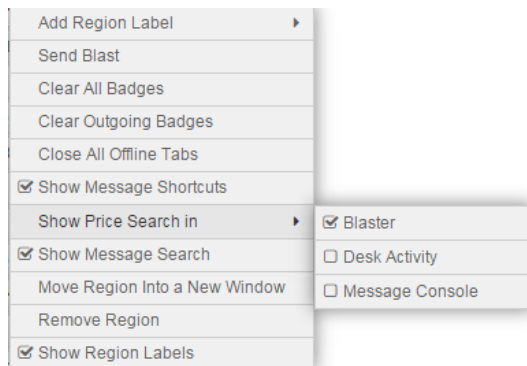 Add Region Label
Send Blast
Clear All Badges
Clear Outgoing Badges
Close All Offline Tabs
Show Message Shortcuts
Show Price Search in
Blaster
Show Message Search
Desk Activity
Move Region Into a New Window
Message Console
Remove Region
Show Region Labels